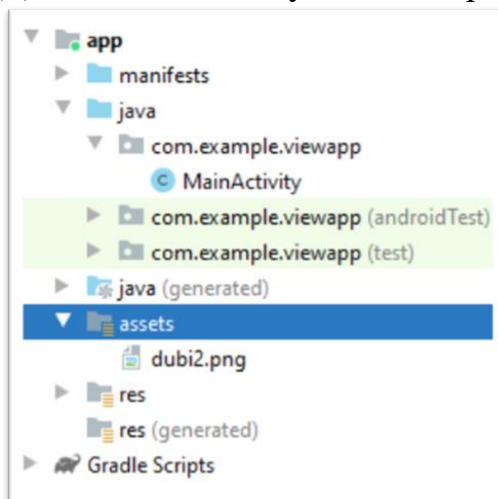 app
manifests
java
com.example.viewapp
C MainActivity
com.example.viewapp (androidTest)
com.example.viewapp (test)
java (generated)
assets
dubi2.png
res
res (generated)
Gradle Scripts